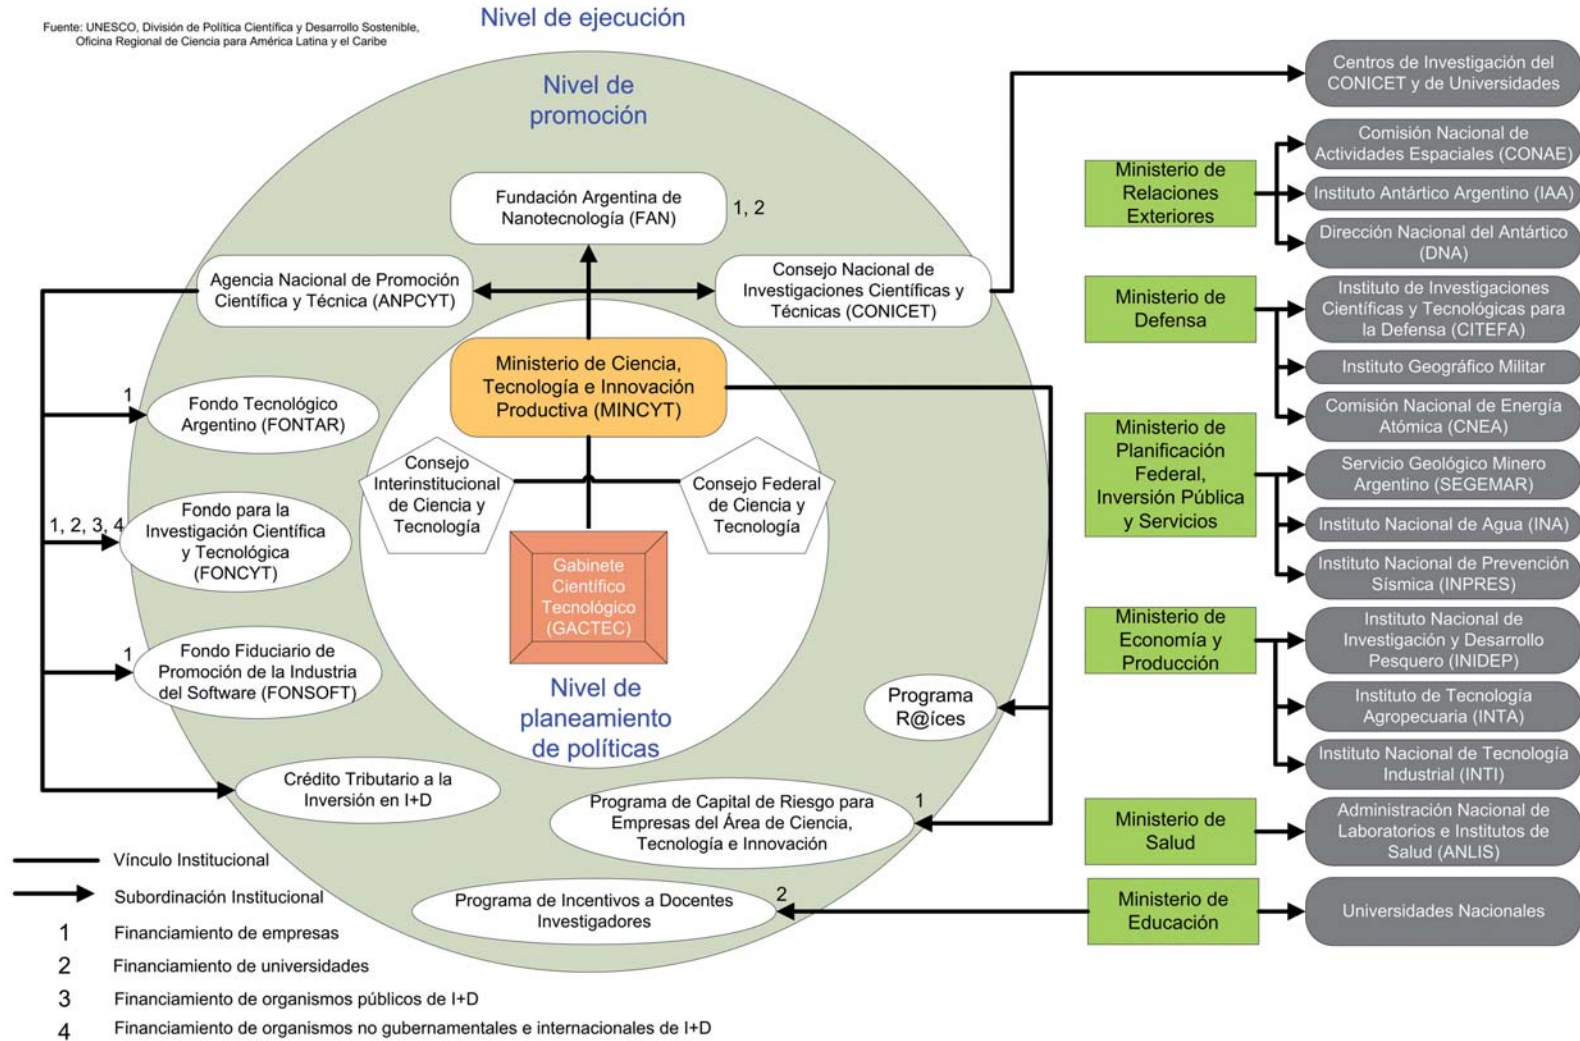 Fuente: UNESCO, División de Política Científica y Desarrollo Sostenible,
Oficina Regional de Ciencia para América Latina y el Caribe
Nivel de ejecución
Nivel de
promoción
Fundación Argentina de
Nanotecnología (FAN)
1, 2
Agencia Nacional de Promoción
Científica y Técnica (ANPCYT)
Consejo Nacional de
Investigaciones Científicas y
Técnicas (CONICET)
Ministerio de Ciencia,
Tecnología e Innovación
Productiva (MINCYT)
1
Fondo Tecnológico
Argentino (FONTAR)
Consejo
Interinstitucional
de Ciencia y
Tecnología
Consejo Federal
de Ciencia y
Tecnología
1, 2, 3, 4
Fondo para la
Investigación Científica
y Tecnológica
(FONCYT)
Gabinete
Científico
Tecnológico
(GACTEC)
1
Fondo Fiduciario de
Promoción de la Industria
del Software (FONSOFT)
Nivel de
planeamiento
de políticas
Programa
R@íces
Crédito Tributario a la
Inversión en I+D
Programa de Capital de Riesgo para
Empresas del Área de Ciencia,
Tecnología e Innovación
1
Programa de Incentivos a Docentes
Investigadores
2
Centros de Investigación del
CONICET y de Universidades
Ministerio de
Relaciones
Exteriores
Comisión Nacional de
Actividades Espaciales (CONAE)
Instituto Antártico Argentino (IAA)
Dirección Nacional del Antártico
(DNA)
Ministerio de
Defensa
Instituto de Investigaciones
Científicas y Tecnológicas para
la Defensa (CITEFA)
Instituto Geográfico Militar
Comisión Nacional de Energía
Atómica (CNEA)
Ministerio de
Planificación
Federal,
Inversión Pública
y Servicios
Servicio Geológico Minero
Argentino (SEGEMAR)
Instituto Nacional de Agua (INA)
Instituto Nacional de Prevención
Sísmica (INPRES)
Ministerio de
Economía y
Producción
Instituto Nacional de
Investigación y Desarrollo
Pesquero (INIDEP)
Instituto de Tecnología
Agropecuaria (INTA)
Instituto Nacional de Tecnología
Industrial (INTI)
Ministerio de
Salud
Administración Nacional de
Laboratorios e Institutos de
Salud (ANLIS)
Ministerio de
Educación
Universidades Nacionales
Vínculo Institucional
Subordinación Institucional
1 Financiamiento de empresas
2 Financiamiento de universidades
3 Financiamiento de organismos públicos de I+D
4 Financiamiento de organismos no gubernamentales e internacionales de I+D